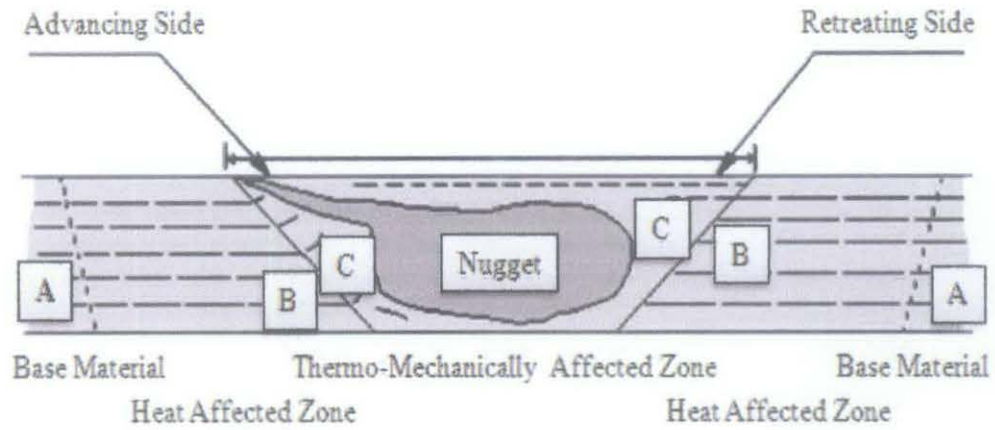 Advancing Side
Retreating Side
C
C
Nugget
B
B
A
A
Base Material
Thermo-Mechanically Affected Zone
Base Material
Heat Affected Zone
Heat Affected Zone